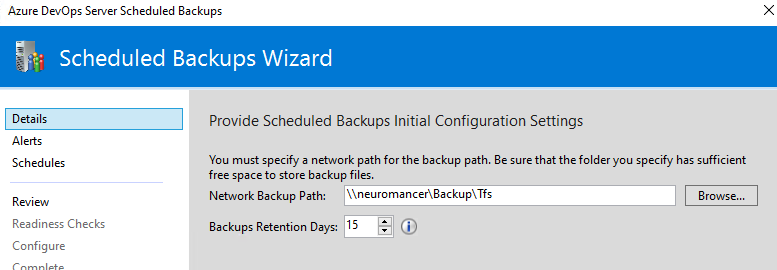 Azure DevOps Server Scheduled Backups
Scheduled Backups Wizard
Details
Alerts
Schedules
Review
Readiness Checks
Configure
Complete
Provide Scheduled Backups Initial Configuration Settings
You must specify a network path for the backup path. Be sure that the folder you specify has sufficient
free space to store backup files.
Network Backup Path: \\neuromancer\Backup\Tfs Browse...
Backups Retention Days: 15